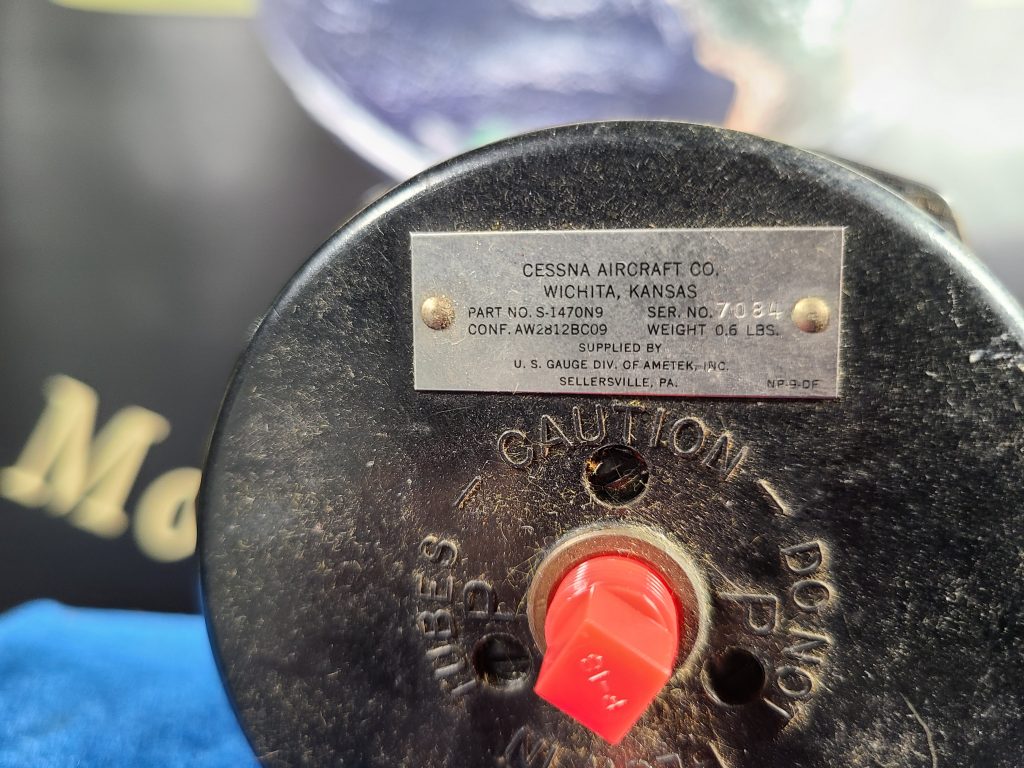 CESSNA AIRCRAFT CO.
WICHITA, KANSAS
PART NO. S-1470N9 SER. NO. 7084
CONF. AW2812BC09 WEIGHT 0.6 LBS.
SUPPLIED BY
U. S. GAUGE DIV. OF AMETEK, INC.
SELLERSVILLE, PA. NP-9-DF
– CAUTION –
DO NOT
TUBES
P P
Mo